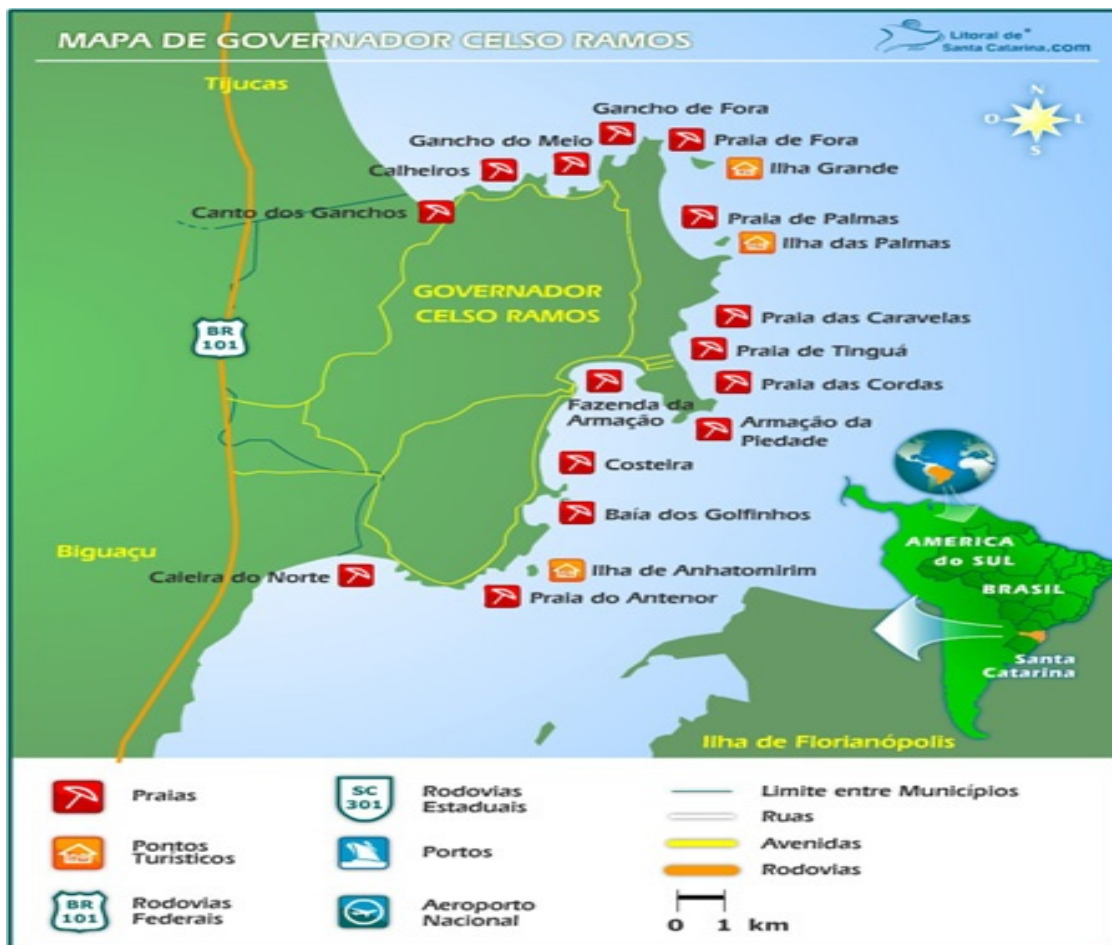 MAPA DE GOVERNADOR CELSO RAMOS
Litoral de
Santa Catarina.com
Tijucas
N
O L
S
Gancho de Fora
Gancho do Meio
Praia de Fora
Calheiros
Ilha Grande
Canto dos Ganchos
Praia de Palmas
Ilha das Palmas
GOVERNADOR
CELSO RAMOS
Praia das Caravelas
BR
101
Praia de Tinguá
Praia das Cordas
Fazenda da
Armação
Armação da
Piedade
Costeira
Baía dos Golfinhos
AMERICA
do SUL
BRASIL
Biguaçu
Caieira do Norte
Ilha de Anhatomirim
Praia do Antenor
Santa
Catarina
Ilha de Florianópolis
Praias
SC
301
Rodovias
Estaduais
Limite entre Municípios
Ruas
Pontos
Turísticos
Portos
Avenidas
Rodovias
BR
101
Rodovias
Federais
Aeroporto
Nacional
0 1 km